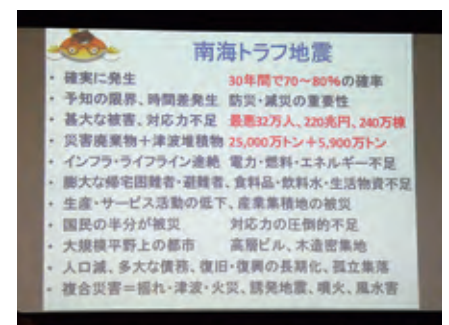 南海トラフ地震
・ 確実に発生 30年間で70~80%の確率
・ 予知の限界、時間差発生 防災・減災の重要性
・ 甚大な被害、対応力不足 最悪32万人、220兆円、240万棟
・ 災害廃棄物+津波堆積物 25,000万トン+5,900万トン
・ インフラ・ライフライン途絶 電力・燃料・エネルギー不足
・ 膨大な帰宅困難者・避難者、食料品・飲料水・生活物資不足
・ 生産・サービス活動の低下、産業集積地の被災
・ 国民の半分が被災 対応力の圧倒的不足
・ 大規模平野上の都市 高層ビル、木造密集地
・ 人口減、多大な債務、復旧・復興の長期化、孤立集落
・ 複合災害=揺れ・津波・火災、誘発地震、噴火、風水害